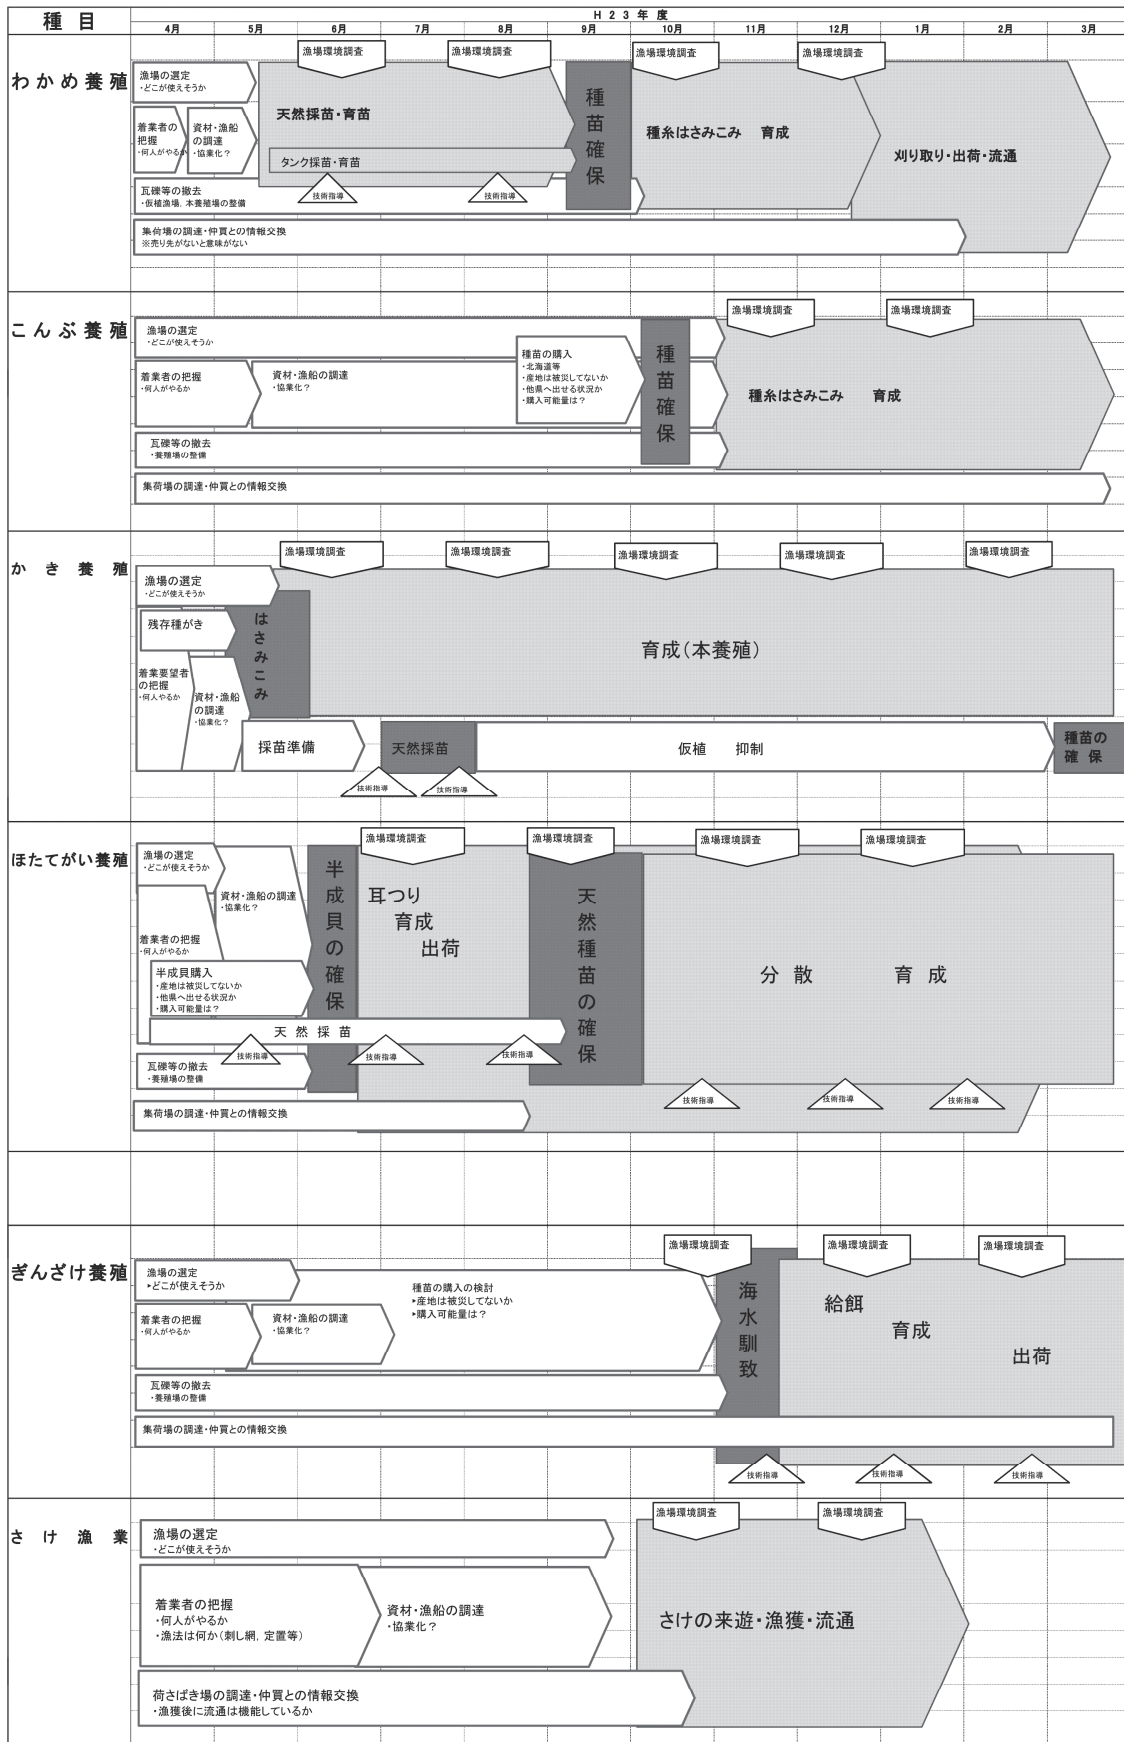 種 目
H23年度
4月 5月 6月 7月 8月 9月 10月 11月 12月 1月 2月 3月
わかめ養殖
漁場環境調査
漁場環境調査
漁場環境調査
漁場環境調査
漁場の選定
・どこが使えそうか
着業者の
把握
・何人がやるか
資材・漁船
の調達
・協業化?
天然採苗・育苗
タンク採苗・育苗
種苗確保
種糸はさみこみ 育成
刈り取り・出荷・流通
瓦礫等の撤去
・仮植漁場、本養殖場の整備
技術指導
技術指導
集荷場の調達・仲買との情報交換
※売り先がないと意味がない
こんぶ養殖
漁場環境調査
漁場環境調査
漁場の選定
・どこが使えそうか
着業者の把握
・何人がやるか
資材・漁船の調達
・協業化?
種苗の購入
・北海道等
・産地は被災してないか
・他県へ出せる状況か
・購入可能量は?
種苗確保
種糸はさみこみ 育成
瓦礫等の撤去
・養殖場の整備
集荷場の調達・仲買との情報交換
かき養殖
漁場環境調査
漁場環境調査
漁場環境調査
漁場環境調査
漁場環境調査
漁場の選定
・どこが使えそうか
残存種がき
はさみこみ
育成(本養殖)
着業要望者
の把握
・何人やるか
資材・漁船
の調達
・協業化?
採苗準備
天然採苗
仮植 抑制
種苗の
確 保
技術指導
技術指導
ほたてがい養殖
漁場環境調査
漁場環境調査
漁場環境調査
漁場環境調査
漁場の選定
・どこが使えそうか
資材・漁船の調達
・協業化?
着業者の把握
・何人がやるか
半成貝購入
・産地は被災してないか
・他県へ出せる状況か
・購入可能量は?
半成貝の確保
耳つり
育成
出荷
天然種苗の確保
分 散 育 成
天 然 採 苗
技術指導
技術指導
技術指導
瓦礫等の撤去
・養殖場の整備
技術指導
技術指導
技術指導
集荷場の調達・仲買との情報交換
ぎんざけ養殖
漁場環境調査
漁場環境調査
漁場環境調査
漁場の選定
▸どこが使えそうか
着業者の把握
・何人がやるか
資材・漁船の調達
・協業化?
種苗の購入の検討
▸産地は被災してないか
▸購入可能量は?
海水馴致
給餌
育成
出荷
瓦礫等の撤去
・養殖場の整備
集荷場の調達・仲買との情報交換
技術指導
技術指導
技術指導
さけ漁業
漁場環境調査
漁場環境調査
漁場の選定
・どこが使えそうか
着業者の把握
・何人がやるか
・漁法は何か(刺し網、定置等)
資材・漁船の調達
・協業化?
さけの来遊・漁獲・流通
荷さばき場の調達・仲買との情報交換
・漁獲後に流通は機能しているか